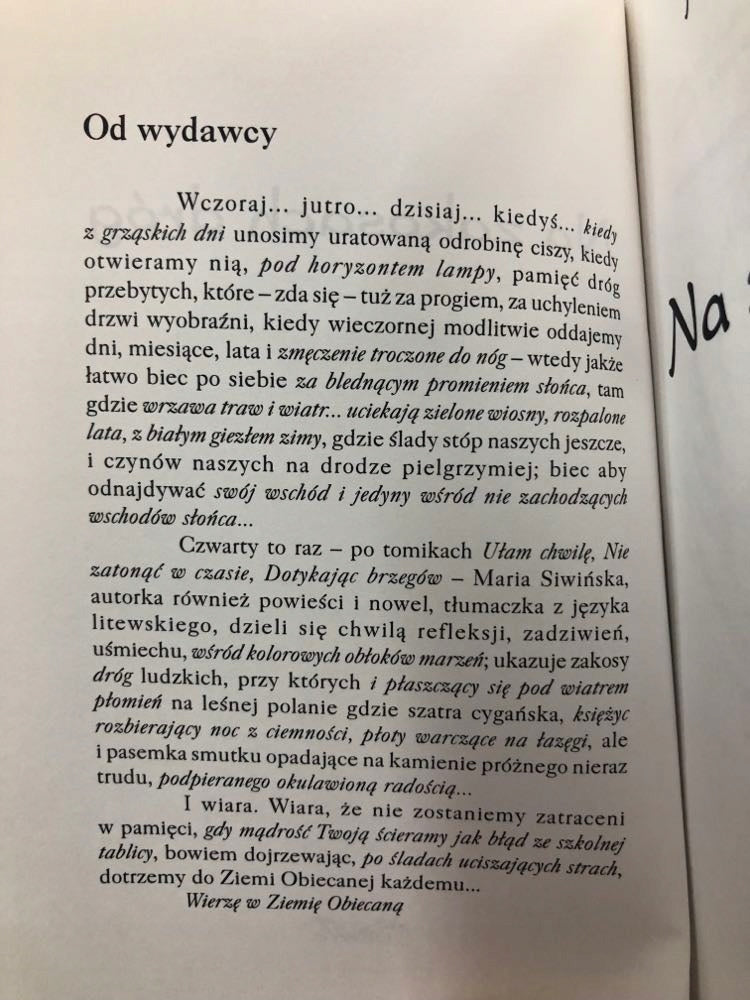 Od wydawcy
Wczoraj... jutro... dzisiaj... kiedyś... kiedy
z grząskich dni unosimy uratowaną odrobinę ciszy, kiedy
otwieramy nią, pod horyzontem lampy, pamięć dróg
przebytych, które – zda się – tuż za progiem, za uchyleniem
drzwi wyobraźni, kiedy wieczornej modlitwie oddajemy
dni, miesiące, lata i zmęczenie troczone do nóg – wtedy jakże
łatwo biec po siebie za blednącym promieniem słońca, tam
gdzie wrzawa traw i wiatr... uciekają zielone wiosny, rozpalone
lata, z białym giezłem zimy, gdzie ślady stóp naszych jeszcze,
i czynów naszych na drodze pielgrzymiej; biec aby
odnajdywać swój wschód i jedyny wśród nie zachodzących
wschodów słońca...
Czwarty to raz – po tomikach Ułam chwilę, Nie
zatonąć w czasie, Dotykając brzegów – Maria Siwińska,
autorka również powieści i nowel, tłumaczka z języka
litewskiego, dzieli się chwilą refleksji, zadziwień,
uśmiechu, wśród kolorowych obłoków marzeń; ukazuje zakosy
dróg ludzkich, przy których i płaszczący się pod wiatrem
płomień na leśnej polanie gdzie szatra cygańska, księżyc
rozbierający noc z ciemności, płoty warczące na łazęgi, ale
i pasemka smutku opadające na kamienie próżnego nieraz
trudu, podpieranego okulawioną radością...
I wiara. Wiara, że nie zostaniemy zatraceni
w pamięci, gdy mądrość Twoją ścieramy jak błąd ze szkolnej
tablicy, bowiem dojrzewając, po śladach uciszających strach,
dotrzemy do Ziemi Obiecanej każdemu...
Wierzę w Ziemię Obiecaną
Na